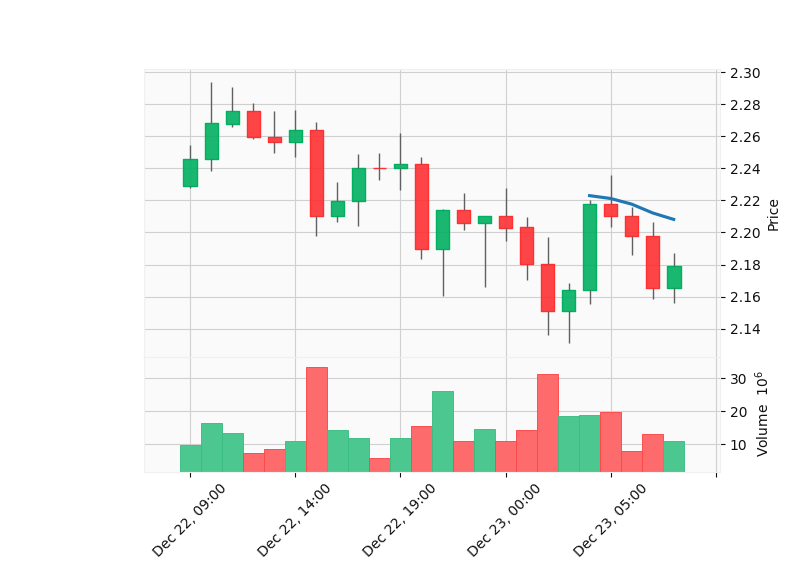 2.30
2.28
2.26
2.24
2.22
2.20
2.18
2.16
2.14
Price
30
20
10
Volume 10⁶
Dec 22, 09:00
Dec 22, 14:00
Dec 22, 19:00
Dec 23, 00:00
Dec 23, 05:00